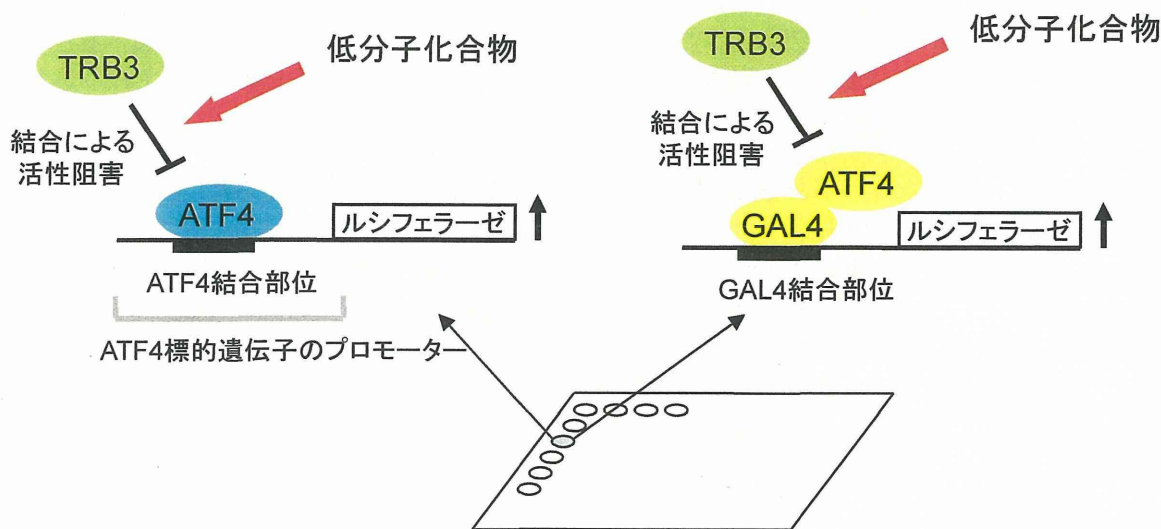 TRB3
低分子化合物
結合による
活性阻害
ATF4
ルシフェラーゼ
ATF4結合部位
ATF4標的遺伝子のプロモーター
TRB3
低分子化合物
結合による
活性阻害
ATF4
GAL4
ルシフェラーゼ
GAL4結合部位